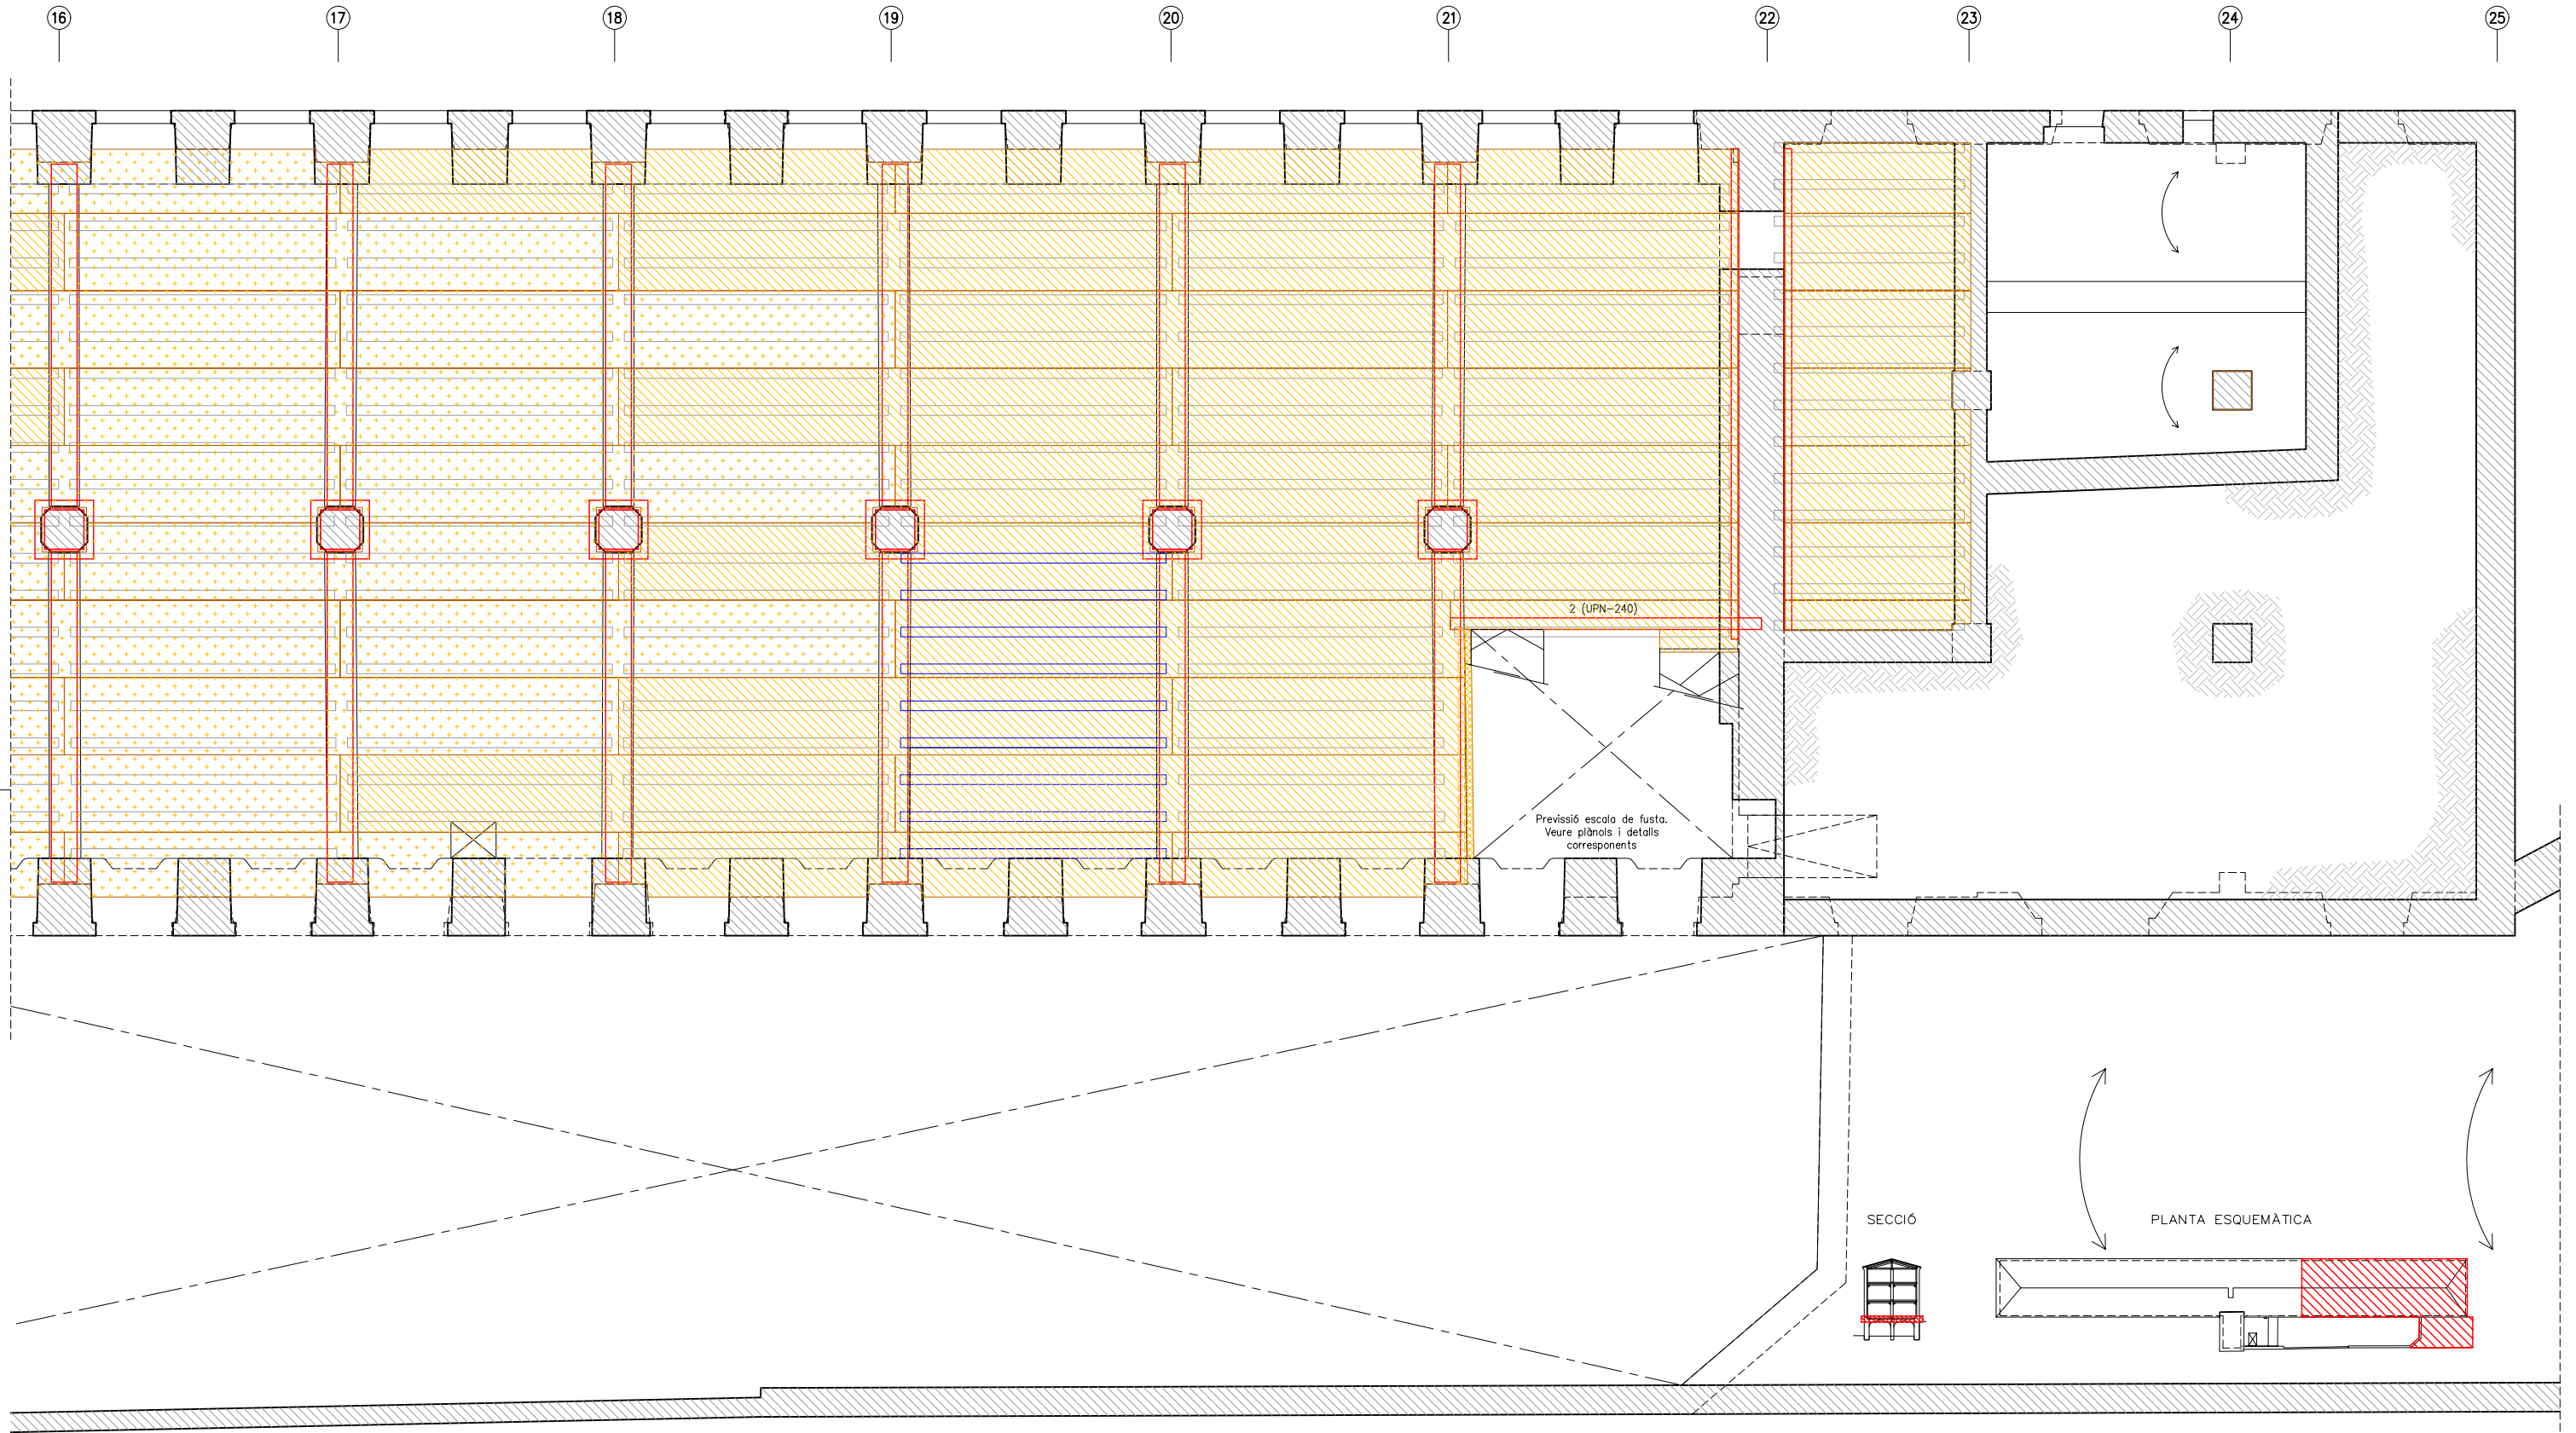 16 17 18 19 20 21 22 23 24 25
2 (UPN-240)
Previssió escala de fusta.
Veure plànols i detalls
corresponents
SECCIÓ
PLANTA ESQUEMÀTICA